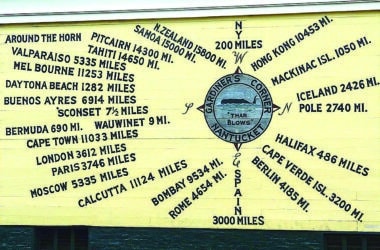 AROUND THE HORN
PITCAIRN 14300 MI.
SAMOA 15000 MI.
N.ZEALAND 15800 MI.
TAHITI 14650 MI.
VALPARAISO 5335 MILES
MELBOURNE 11253 MILES
DAYTONA BEACH 1282 MILES
BUENOS AYRES 6914 MILES
'SCONSET 7½ MILES
BERMUDA 690 MI. WAUWINET 9 MI.
CAPE TOWN 11033 MILES
LONDON 3612 MILES
PARIS 3746 MILES
MOSCOW 5335 MILES
CALCUTTA 11124 MILES
BOMBAY 9534 MI.
ROME 4654 MI.
NY
200 MILES
W
S
N
E
GARDINER'S CORNER
"THAR BLOWS"
NANTUCKET
SPAIN
3000 MILES
HONG KONG 10453 MI.
MACKINAC ISL. 1050 MI.
ICELAND 2426 MI.
POLE 2740 MI.
HALIFAX 486 MILES
CAPE VERDE ISL. 3200 MI.
BERLIN 4185 MI.